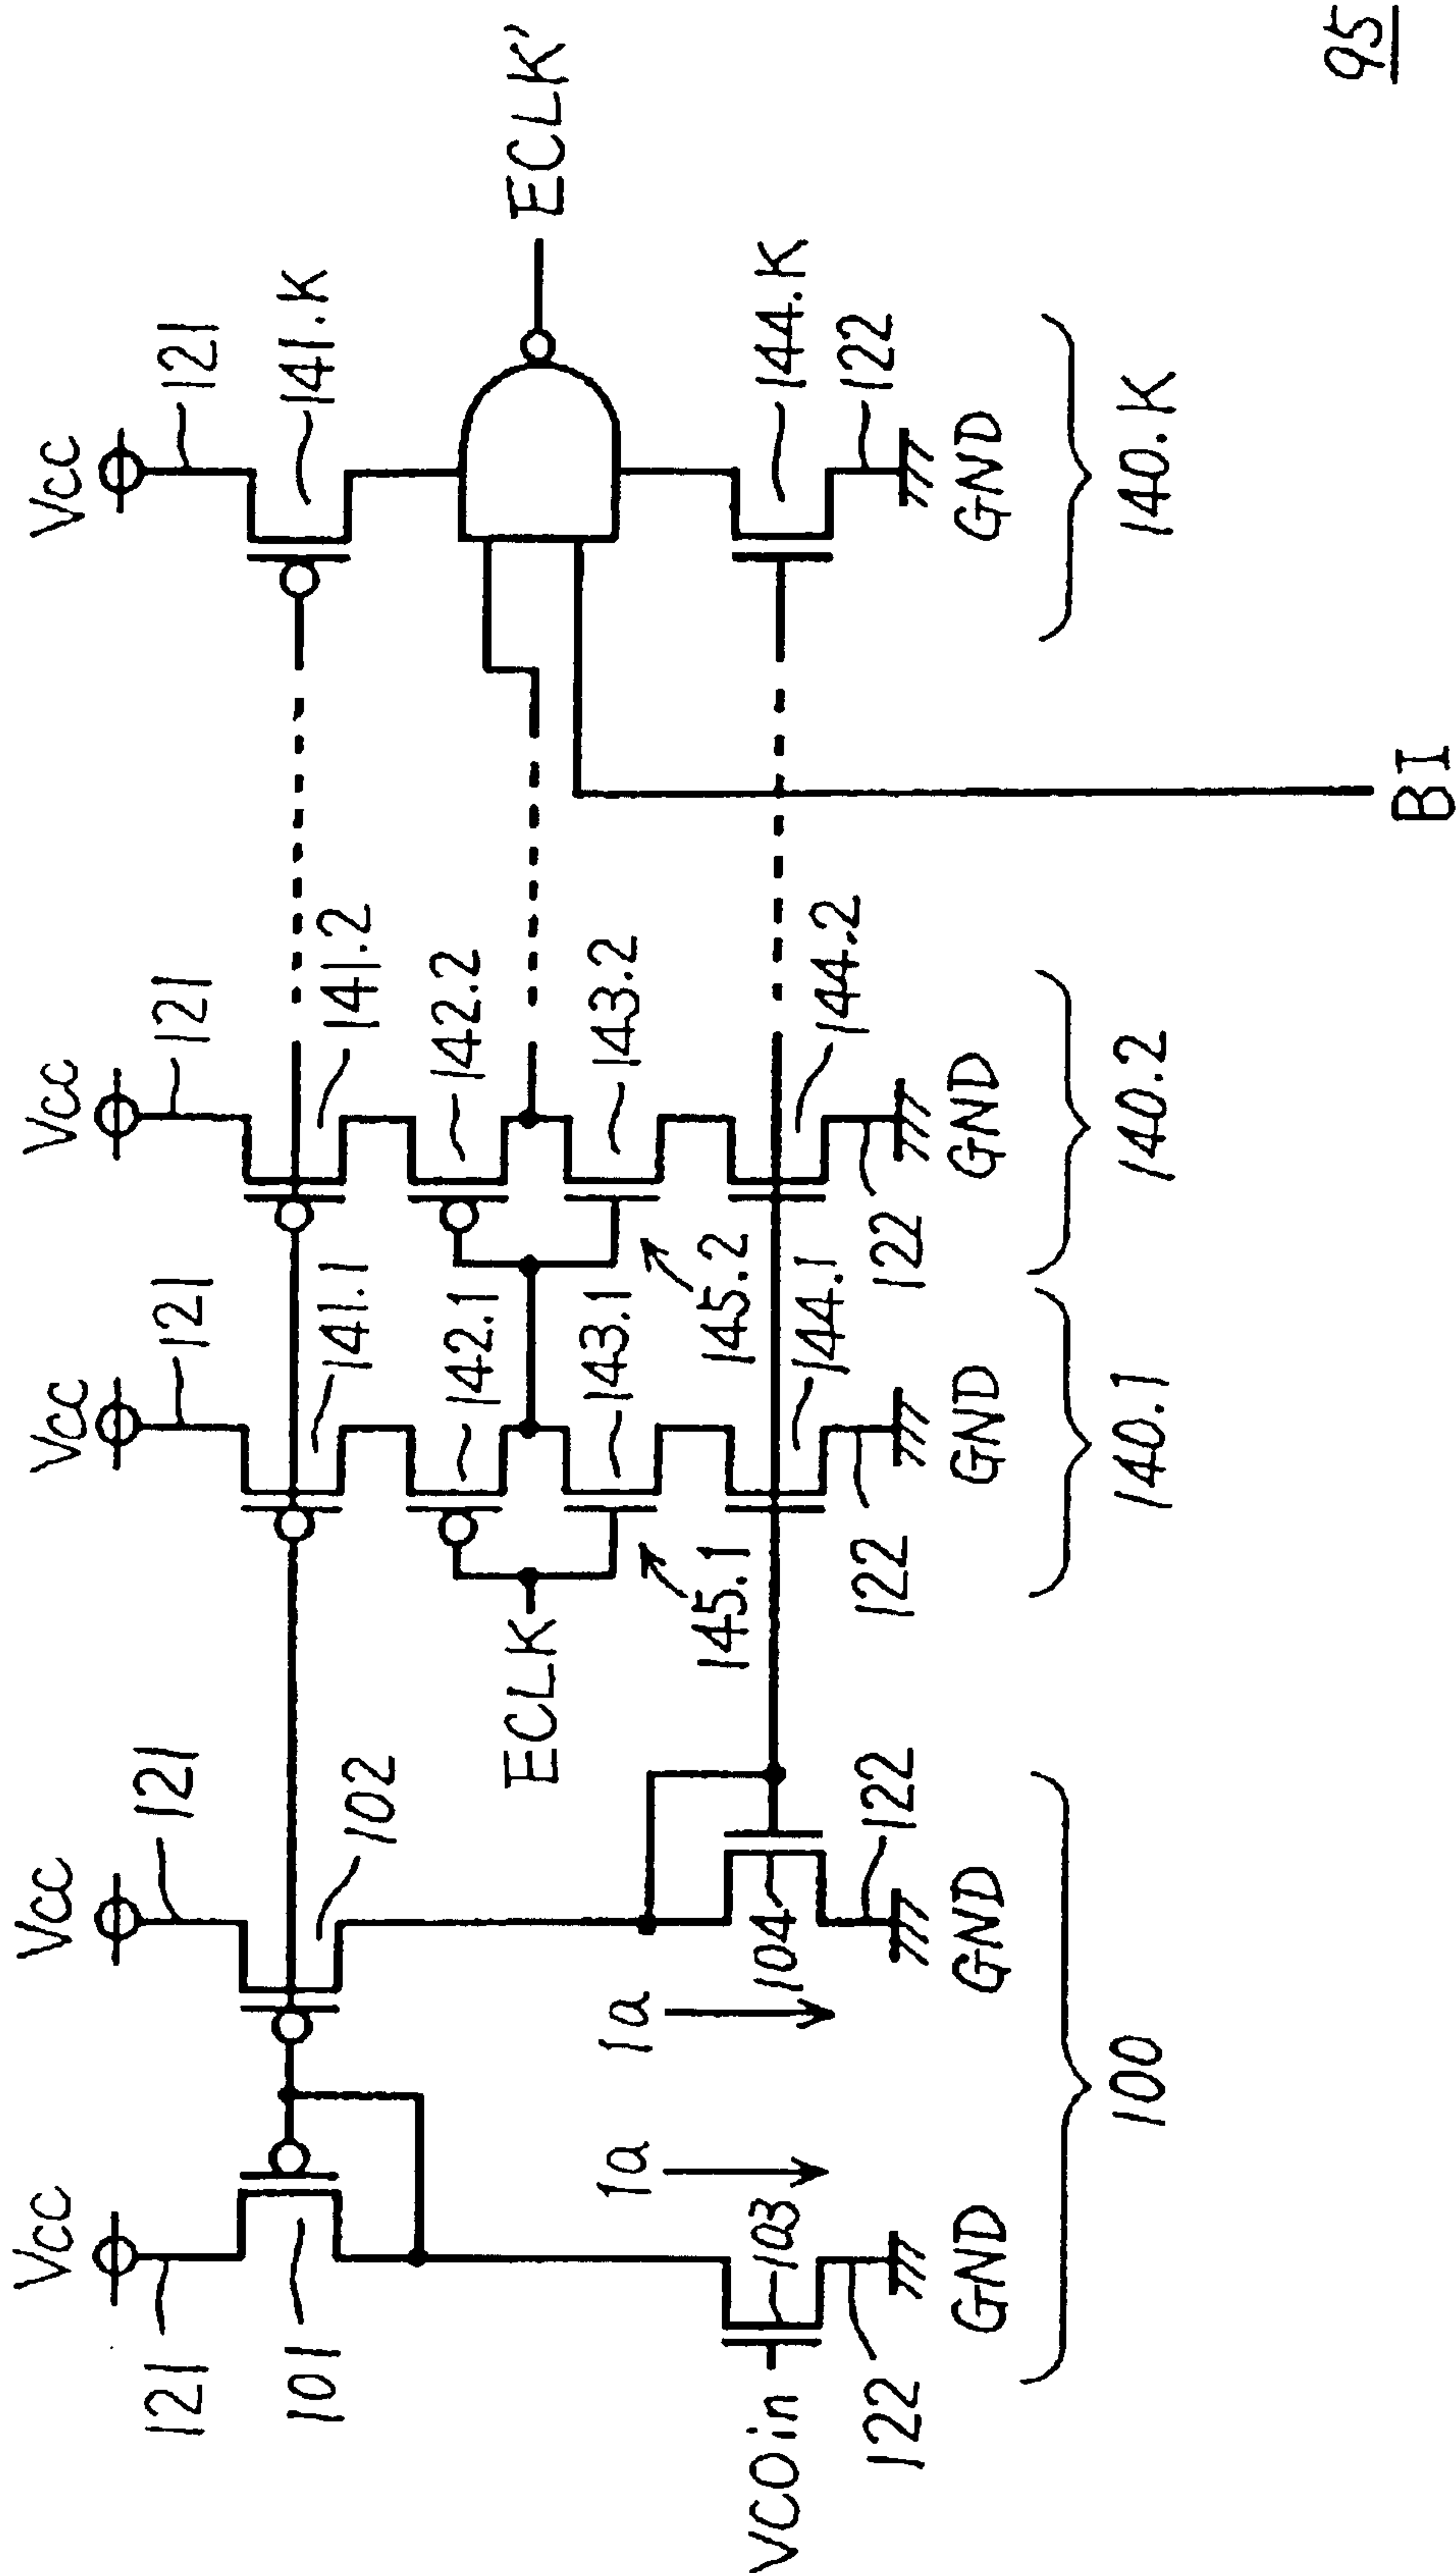 Vcc Vcc Vcc Vcc Vcc
121 121 121 121 121
101 102 141.1 141.2 141.K
142.1 142.2
ECLK ECLK'
143.1 143.2
1a 1a 145.1 145.2
VCOin 103 104 144.1 144.2 144.K
122 122 122 122 122
GND GND GND GND GND
100 140.1 140.2 140.K
BI
95